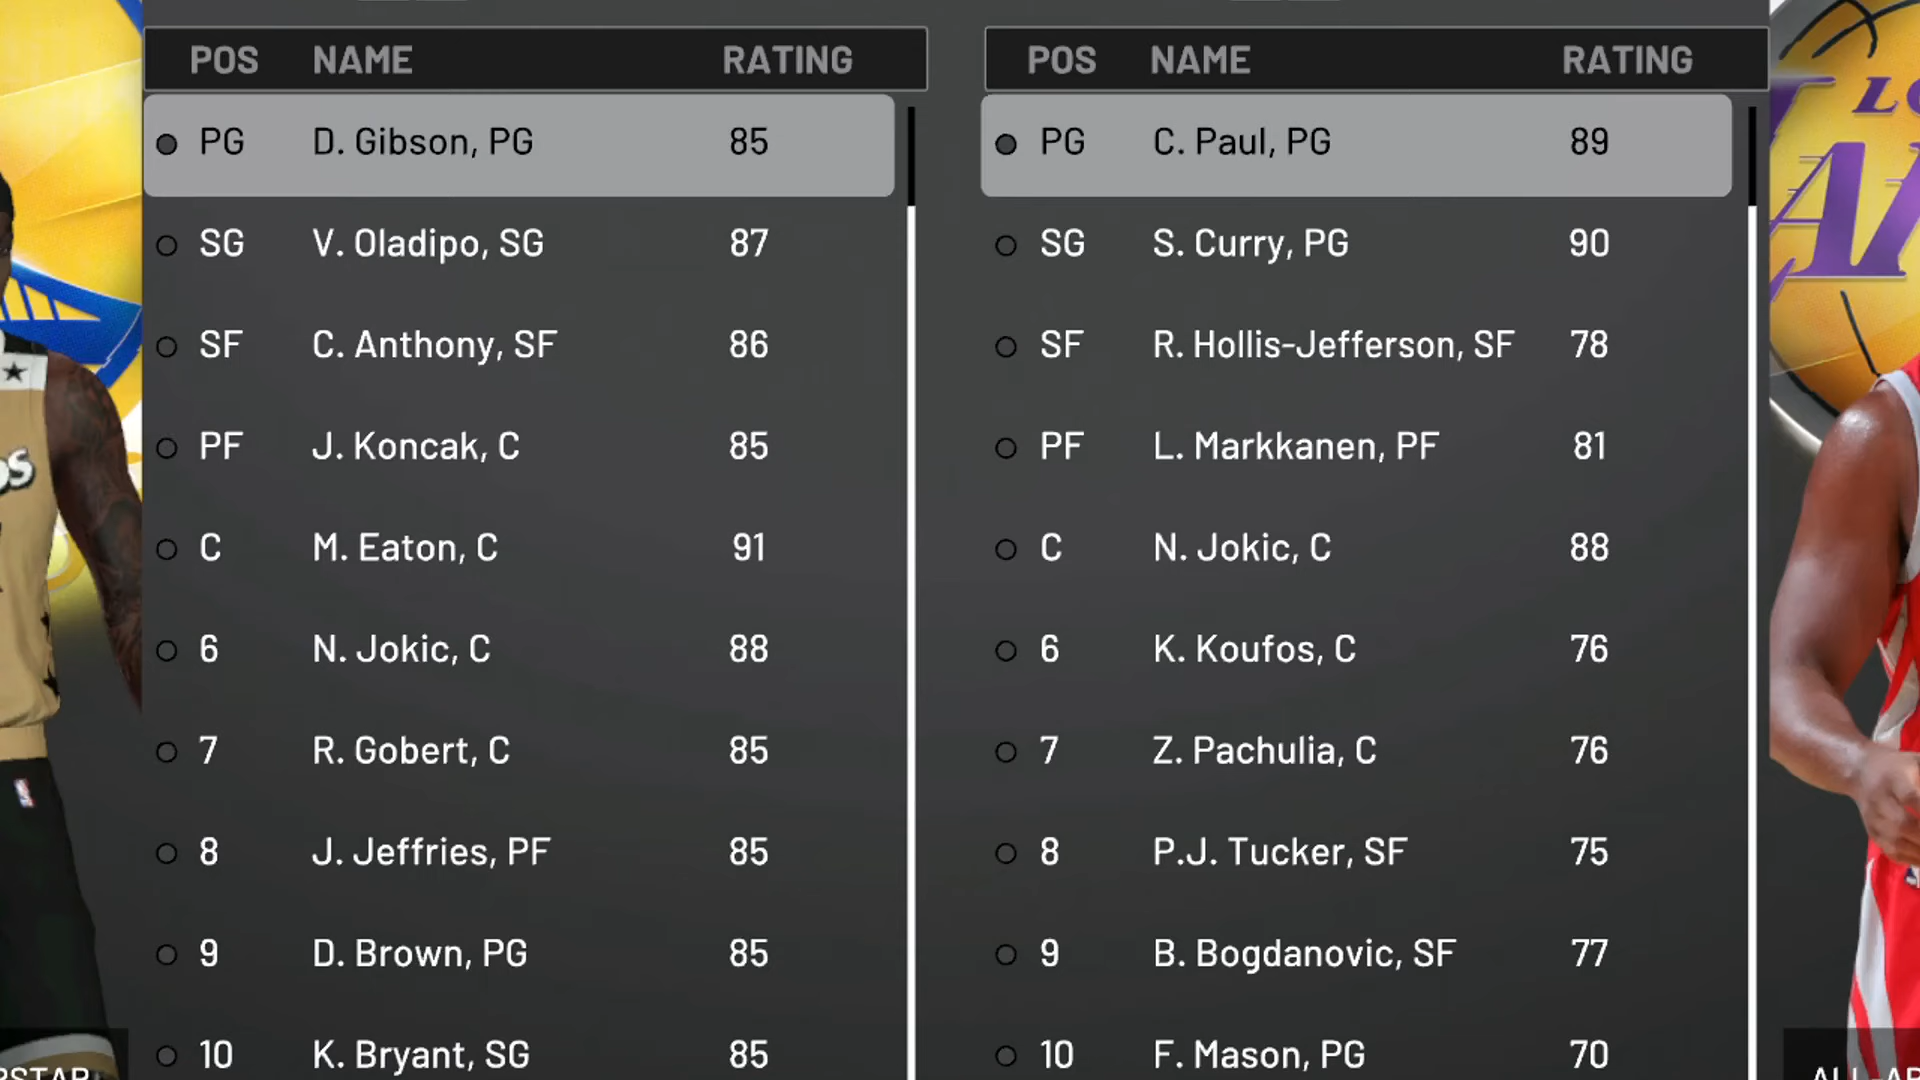 POS NAME RATING
PG D. Gibson, PG 85
SG V. Oladipo, SG 87
SF C. Anthony, SF 86
PF J. Koncak, C 85
C M. Eaton, C 91
6 N. Jokic, C 88
7 R. Gobert, C 85
8 J. Jeffries, PF 85
9 D. Brown, PG 85
10 K. Bryant, SG 85
POS NAME RATING
PG C. Paul, PG 89
SG S. Curry, PG 90
SF R. Hollis-Jefferson, SF 78
PF L. Markkanen, PF 81
C N. Jokic, C 88
6 K. Koufos, C 76
7 Z. Pachulia, C 76
8 P.J. Tucker, SF 75
9 B. Bogdanovic, SF 77
10 F. Mason, PG 70